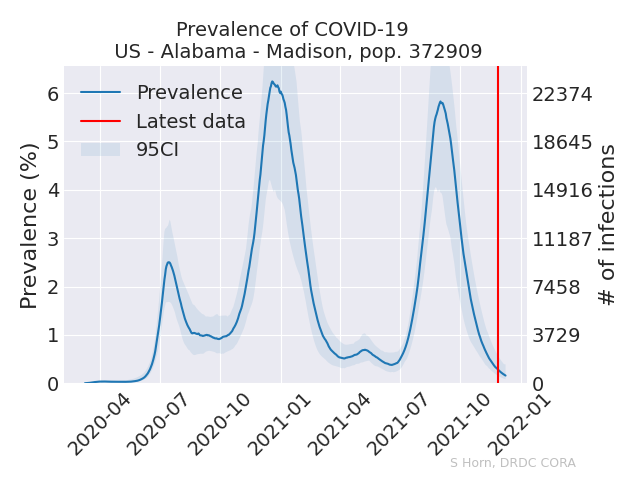 Prevalence of COVID-19
US - Alabama - Madison, pop. 372909
Prevalence
Latest data
95CI
Prevalence (%)
6
5
4
3
2
1
0
22374
18645
14916
11187
7458
3729
0
# of infections
2020-04
2020-07
2020-10
2021-01
2021-04
2021-07
2021-10
2022-01
S Horn, DRDC CORA